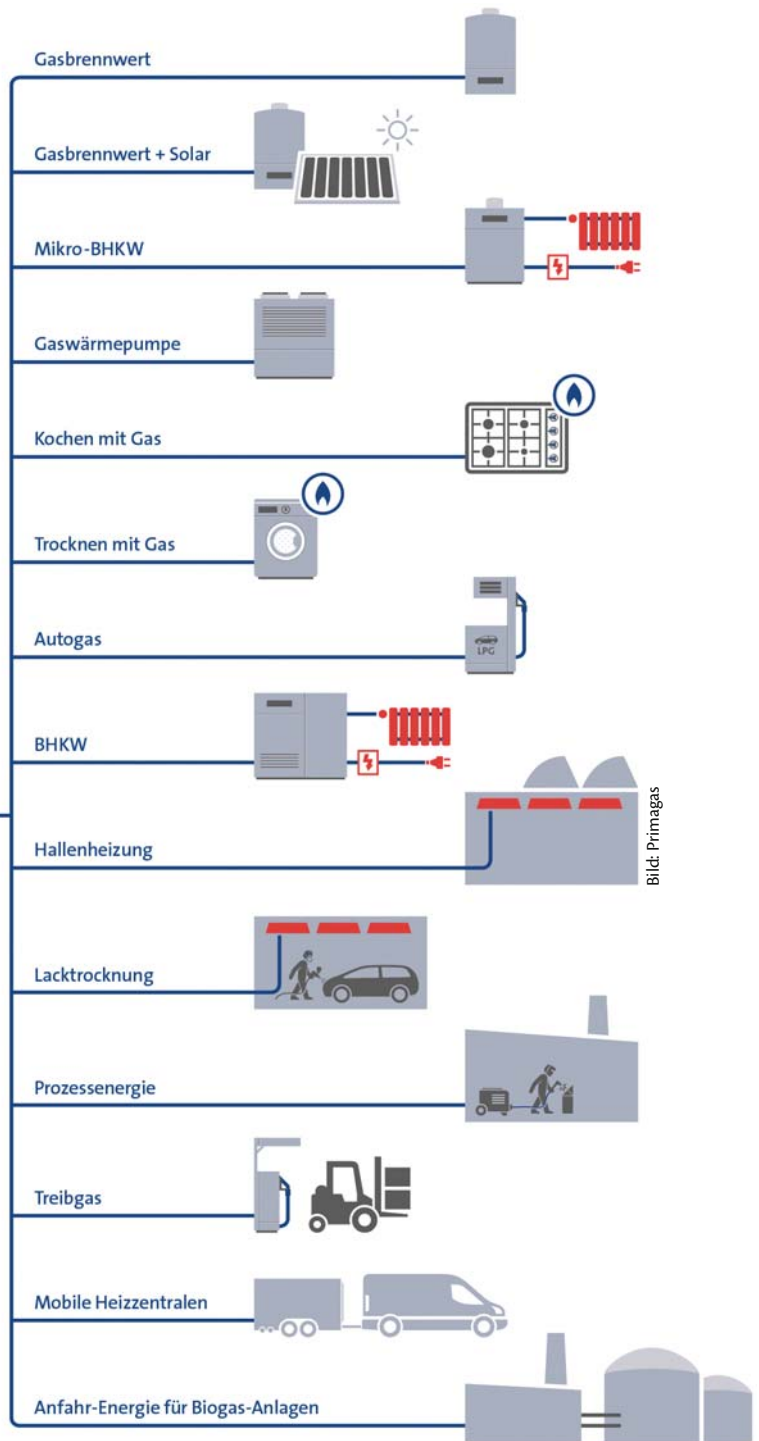 Gasbrennwert
Gasbrennwert + Solar
Mikro-BHKW
Gaswärmepumpe
Kochen mit Gas
Trocknen mit Gas
Autogas
LPG
BHKW
Hallenheizung
Bild: Primagas
Lacktrocknung
Prozessenergie
Treibgas
Mobile Heizzentralen
Anfahr-Energie für Biogas-Anlagen